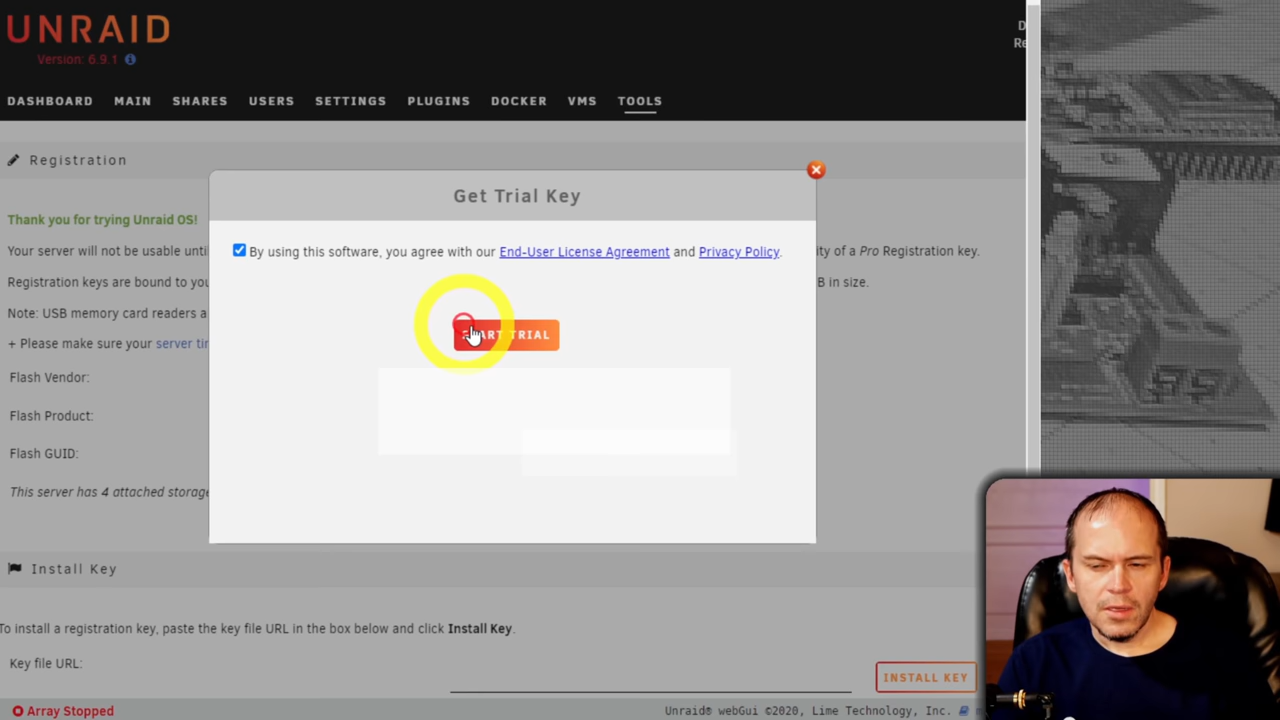 UNRAID
Version: 6.9.1
D
Re
DASHBOARD MAIN SHARES USERS SETTINGS PLUGINS DOCKER VMS TOOLS
Registration
Get Trial Key
Thank you for trying Unraid OS!
Your server will not be usable unti
By using this software, you agree with our End-User License Agreement and Privacy Policy.
ity of a Pro Registration key.
Registration keys are bound to you
B in size.
Note: USB memory card readers a
START TRIAL
+ Please make sure your server tir
Flash Vendor:
Flash Product:
Flash GUID:
This server has 4 attached storage
Install Key
To install a registration key, paste the key file URL in the box below and click Install Key.
Key file URL:
INSTALL KEY
Array Stopped
Unraid® webGui ©2020, Lime Technology, Inc.